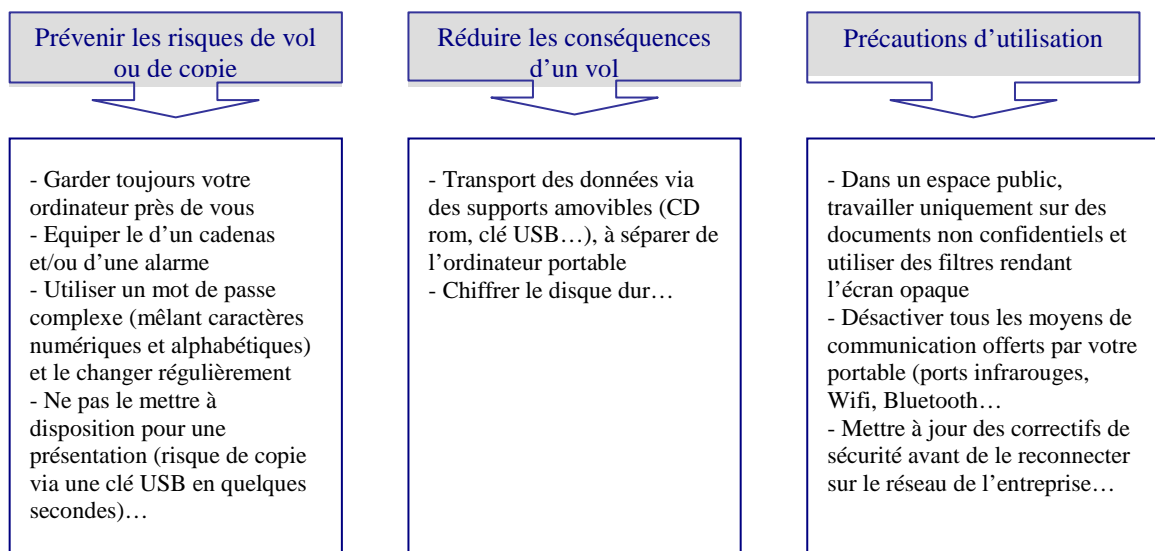 Prévenir les risques de vol
ou de copie
Réduire les conséquences
d’un vol
Précautions d’utilisation
- Garder toujours votre
ordinateur près de vous
- Equiper le d’un cadenas
et/ou d’une alarme
- Utiliser un mot de passe
complexe (mêlant caractères
numériques et alphabétiques)
et le changer régulièrement
- Ne pas le mettre à
disposition pour une
présentation (risque de copie
via une clé USB en quelques
secondes)…
- Transport des données via
des supports amovibles (CD
rom, clé USB…), à séparer de
l’ordinateur portable
- Chiffrer le disque dur…
- Dans un espace public,
travailler uniquement sur des
documents non confidentiels et
utiliser des filtres rendant
l’écran opaque
- Désactiver tous les moyens de
communication offerts par votre
portable (ports infrarouges,
Wifi, Bluetooth…
- Mettre à jour des correctifs de
sécurité avant de le reconnecter
sur le réseau de l’entreprise…